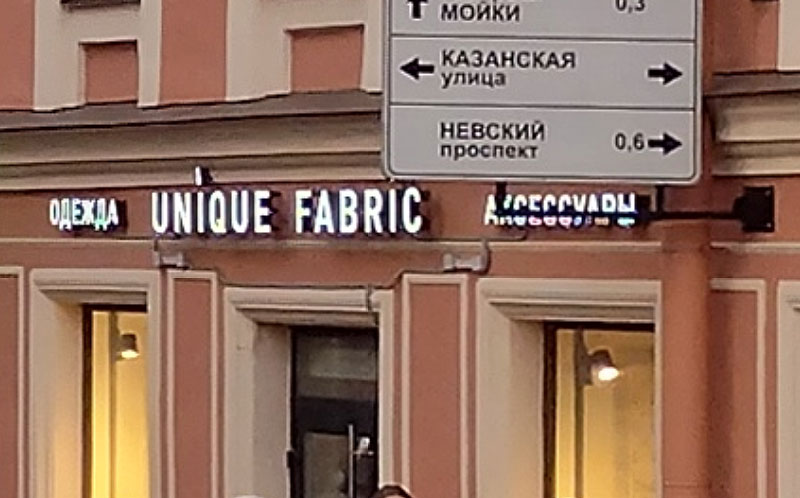 МОЙКИ 0,3
КАЗАНСКАЯ
улица
НЕВСКИЙ
проспект 0,6
ОДЕЖДА UNIQUE FABRIC АКСЕССУАРЫ